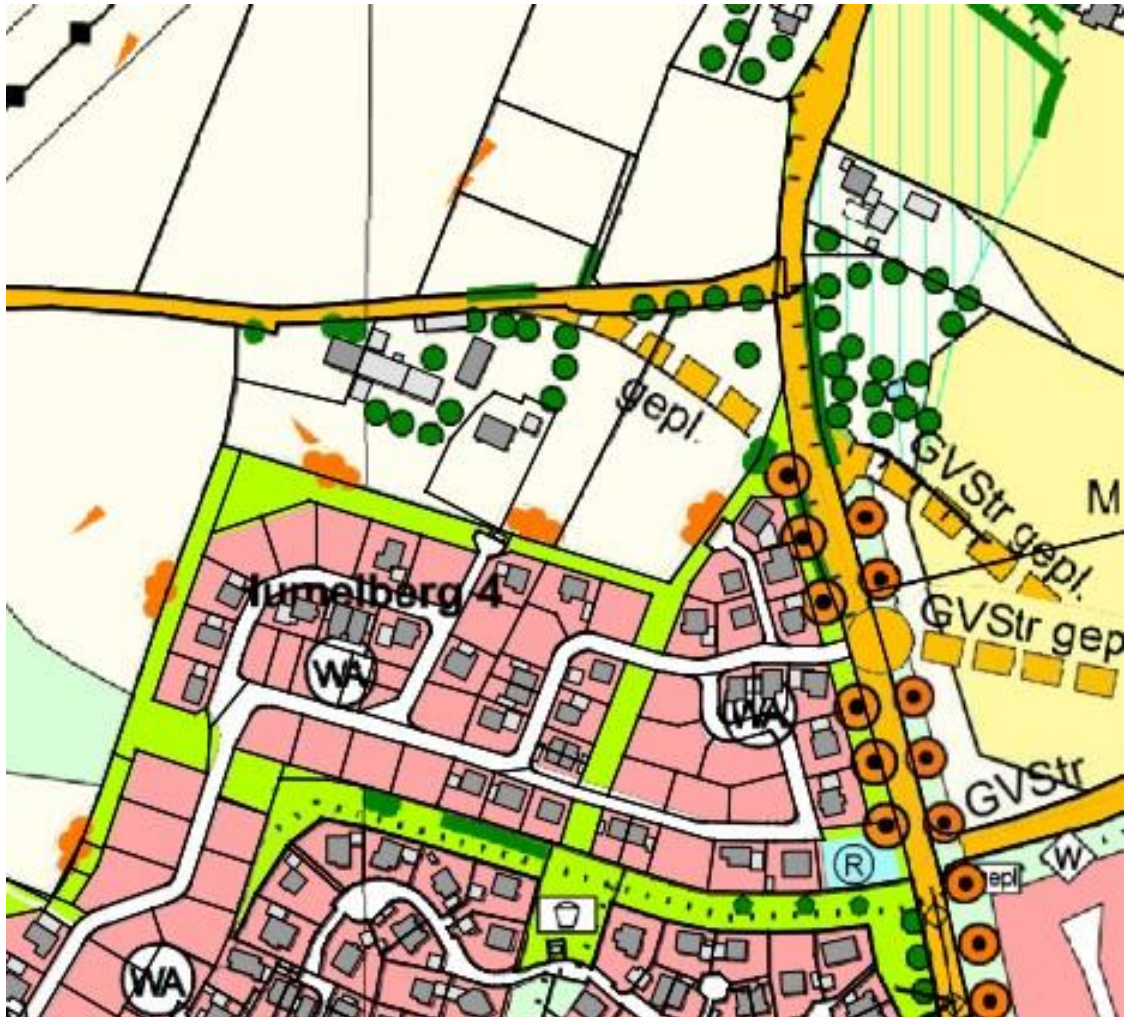 gepl.
GVStr gepl.
M
lumelberg 4
GVStr gep
WA
WA
GVStr
R
W
gepl
WA